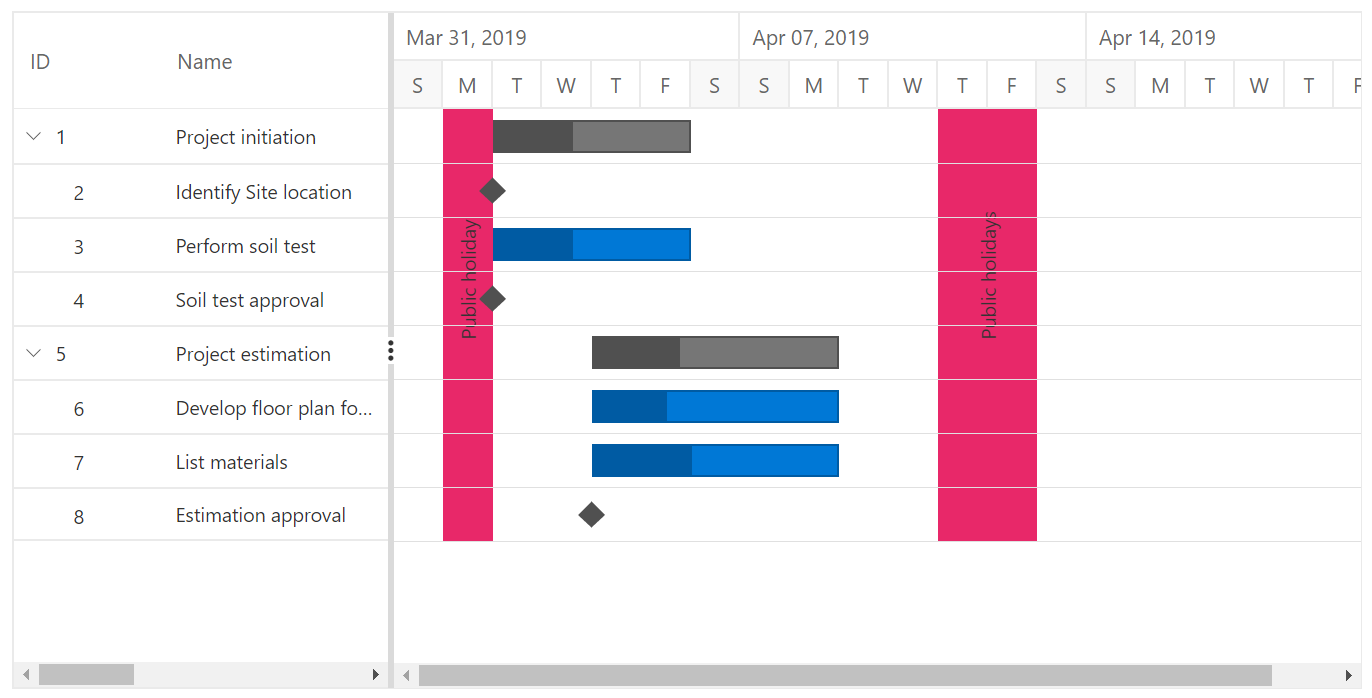 ID Name
Mar 31, 2019 Apr 07, 2019 Apr 14, 2019
S M T W T F S S M T W T F S S M T W T F
1 Project initiation
2 Identify Site location
3 Perform soil test
4 Soil test approval
5 Project estimation
6 Develop floor plan fo...
7 List materials
8 Estimation approval
Public holiday
Public holidays